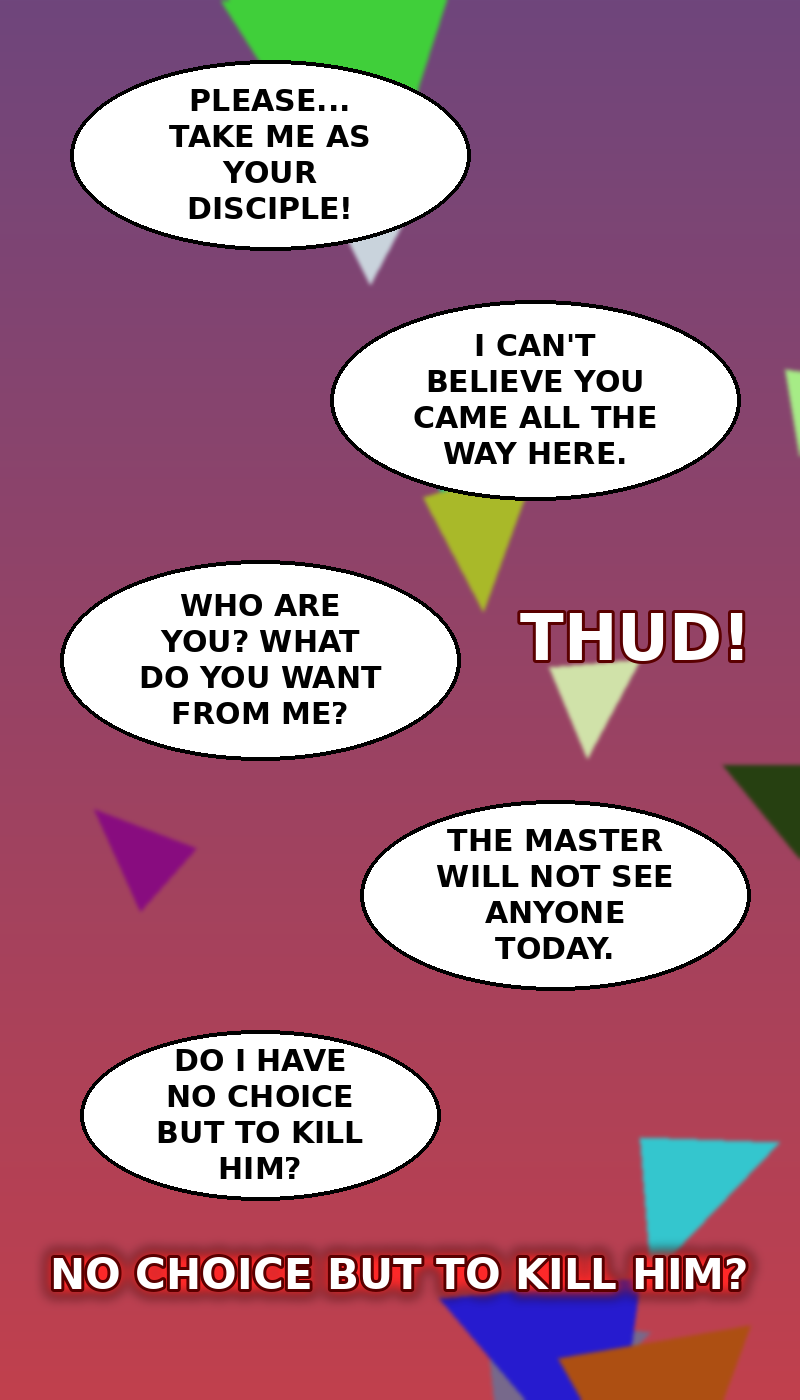 PLEASE...
TAKE ME AS
YOUR
DISCIPLE!
I CAN'T
BELIEVE YOU
CAME ALL THE
WAY HERE.
WHO ARE
YOU? WHAT
DO YOU WANT
FROM ME?
THUD!
THE MASTER
WILL NOT SEE
ANYONE
TODAY.
DO I HAVE
NO CHOICE
BUT TO KILL
HIM?
NO CHOICE BUT TO KILL HIM?